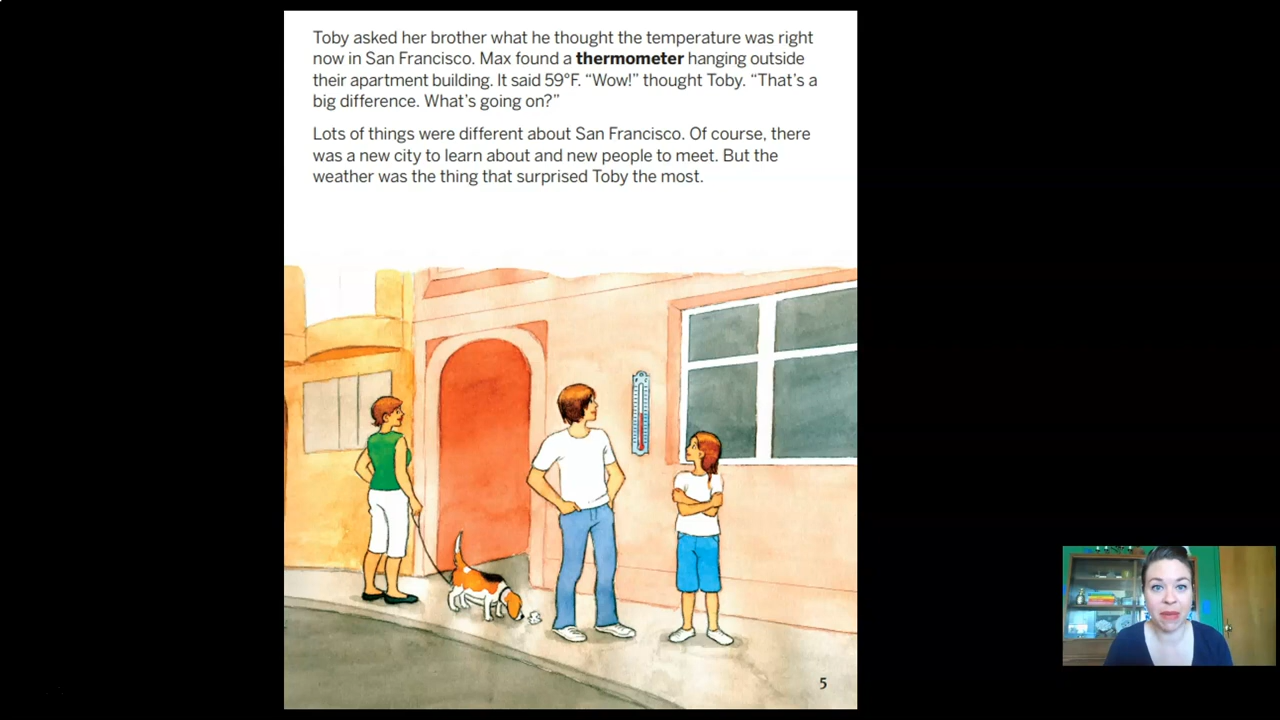 Toby asked her brother what he thought the temperature was right
now in San Francisco. Max found a thermometer hanging outside
their apartment building. It said 59°F. “Wow!” thought Toby. “That’s a
big difference. What’s going on?”
Lots of things were different about San Francisco. Of course, there
was a new city to learn about and new people to meet. But the
weather was the thing that surprised Toby the most.
5